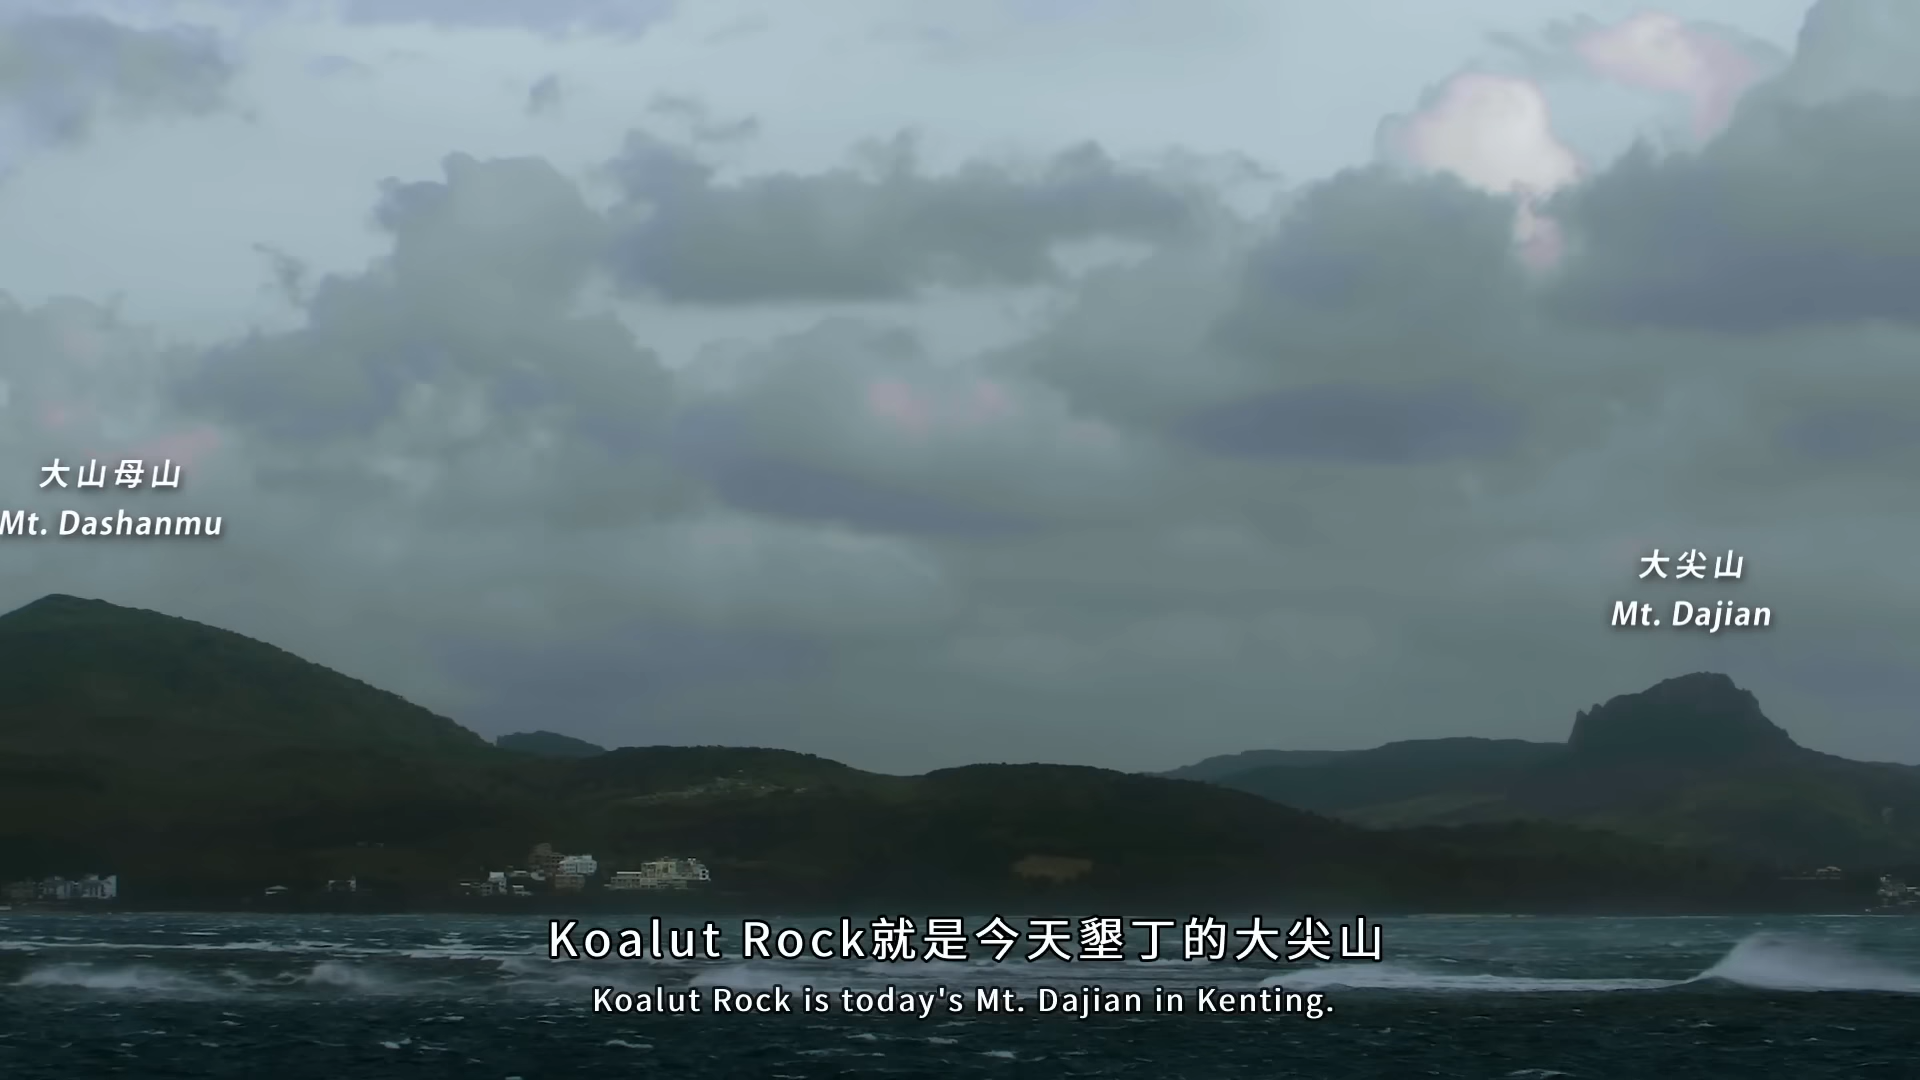 大山母山
Mt. Dashanmu
大尖山
Mt. Dajian
Koalut Rock就是今天墾丁的大尖山
Koalut Rock is today's Mt. Dajian in Kenting.